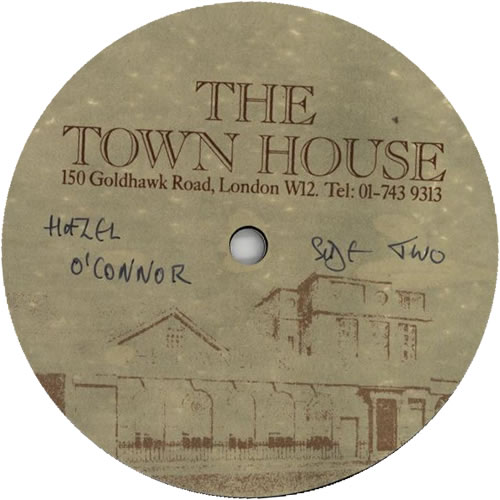 THE
TOWN HOUSE
150 Goldhawk Road, London W12. Tel: 01-743 9313
HAZEL
O'CONNOR
SIDE TWO